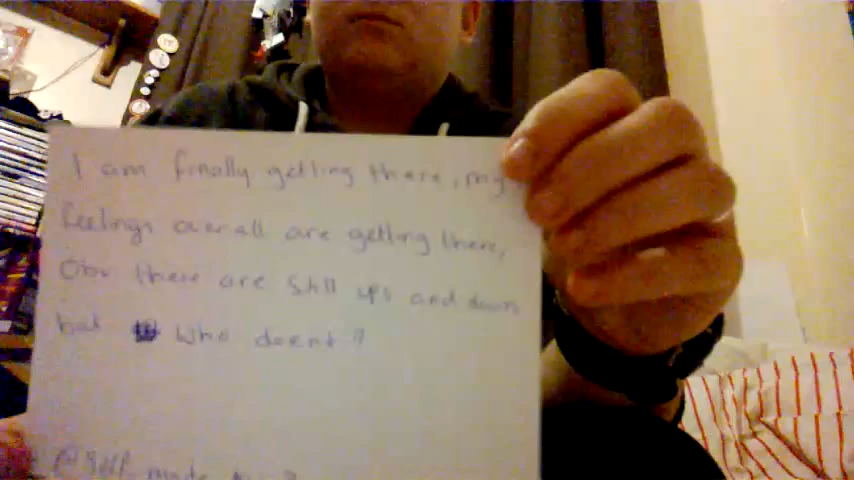 I am finally getting there, my
feelings overall are getting there,
Obv there are still ups and downs
but who doent?
made